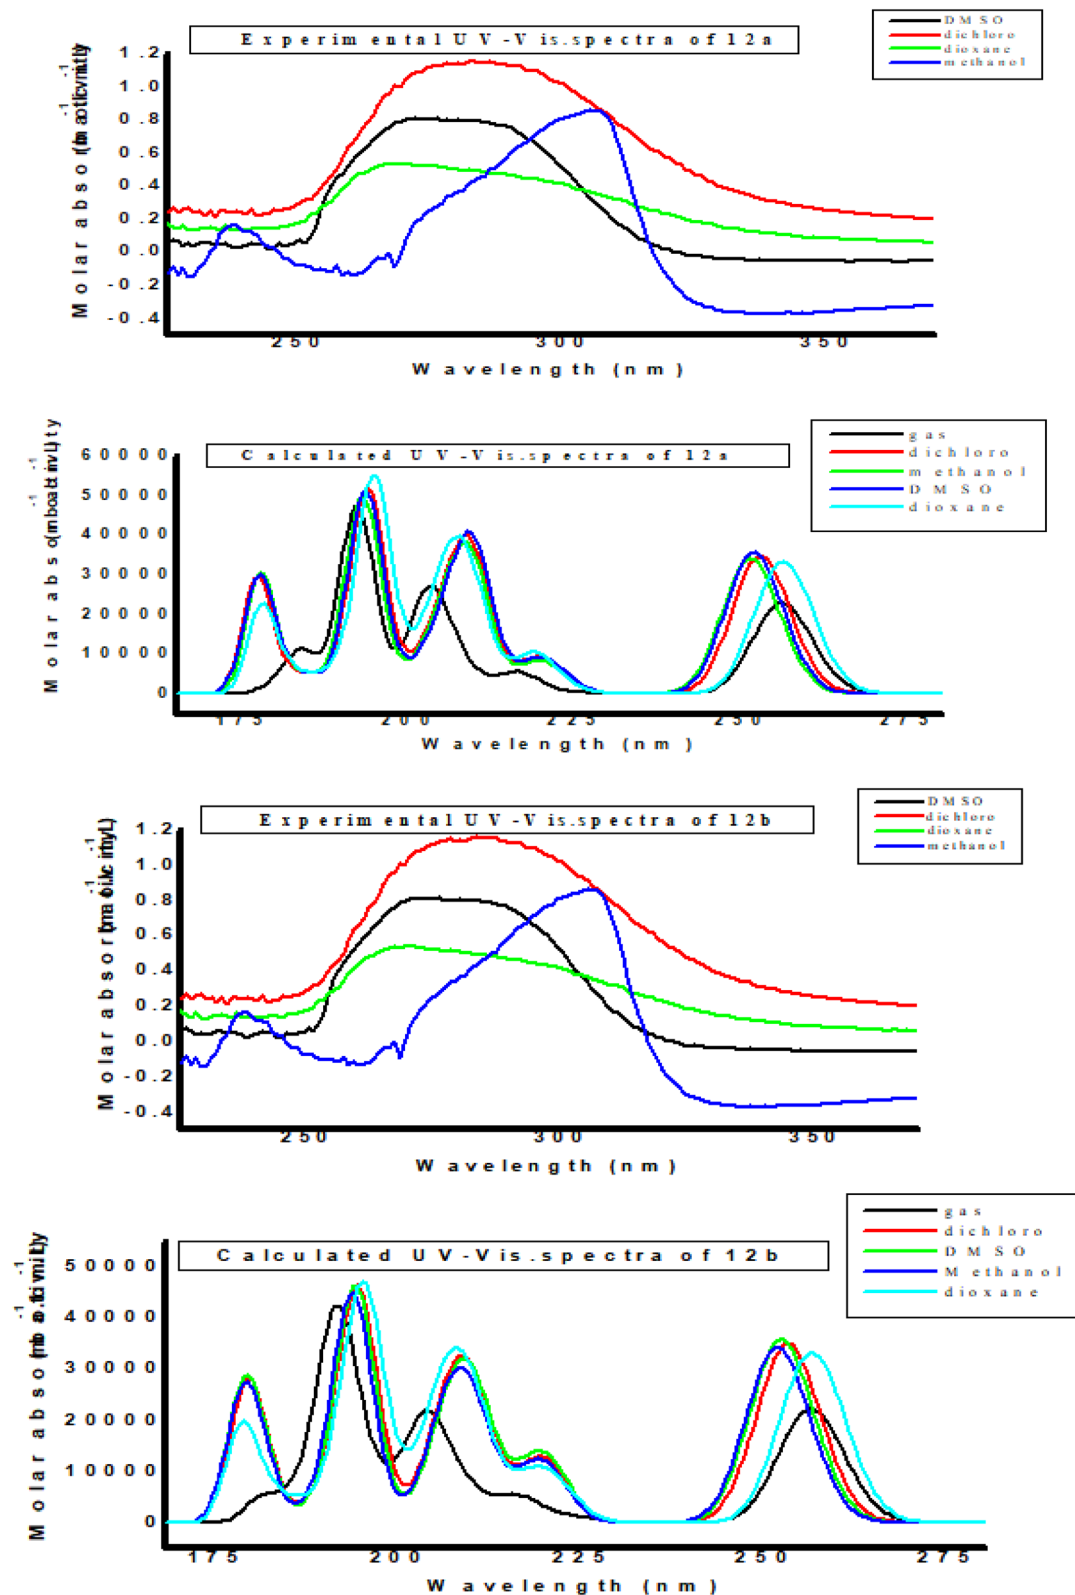 Experimental UV-Vis.spectra of 12a
DMSO
dichloro
dioxane
methanol
1.2
1.0
0.8
0.6
0.4
0.2
0.0
-0.2
-0.4
250 300 350
Wavelength (nm)
Calculated UV-Vis.spectra of 12a
gas
dichloro
methanol
DMSO
dioxane
60000
50000
40000
30000
20000
10000
0
175 200 225 250 275
Wavelength (nm)
Experimental UV-Vis.spectra of 12b
DMSO
dichloro
dioxane
methanol
1.2
1.0
0.8
0.6
0.4
0.2
0.0
-0.2
-0.4
250 300 350
Wavelength (nm)
Calculated UV-Vis.spectra of 12b
gas
dichloro
DMSO
Methanol
dioxane
50000
40000
30000
20000
10000
0
175 200 225 250 275
Wavelength (nm)